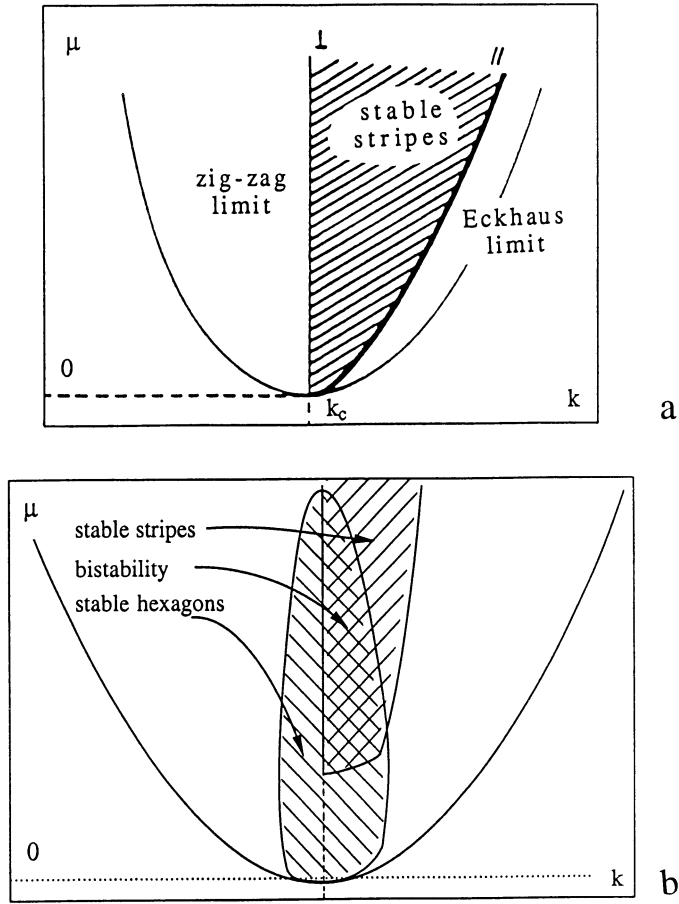 μ
⊥
//
stable
stripes
zig-zag
limit
Eckhaus
limit
0
k_c
k
a
μ
stable stripes
bistability
stable hexagons
0
k
b